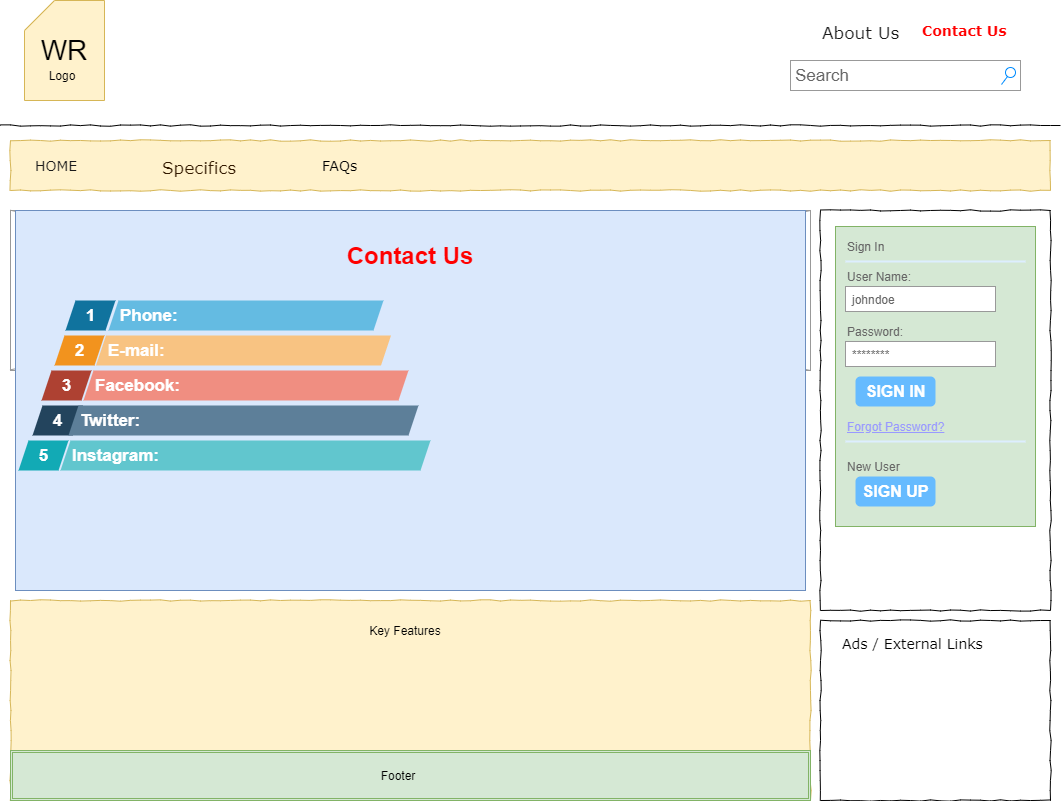 WR
Logo
About Us
Contact Us
Search
HOME
Specifics
FAQs
Contact Us
1 Phone:
2 E-mail:
3 Facebook:
4 Twitter:
5 Instagram:
Sign In
User Name:
johndoe
Password:
********
SIGN IN
Forgot Password?
New User
SIGN UP
Key Features
Ads / External Links
Footer